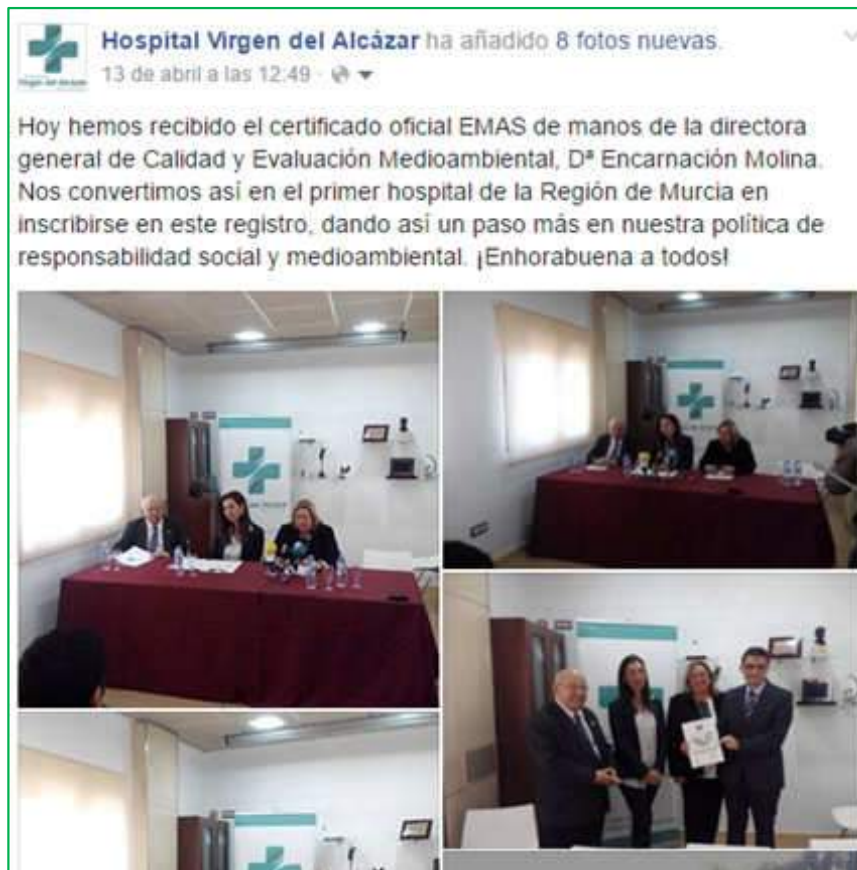 Hospital Virgen del Alcázar ha añadido 8 fotos nuevas.
13 de abril a las 12:49 ·
Virgen del Alcázar
Hoy hemos recibido el certificado oficial EMAS de manos de la directora
general de Calidad y Evaluación Medioambiental, Dª Encarnación Molina.
Nos convertimos así en el primer hospital de la Región de Murcia en
inscribirse en este registro, dando así un paso más en nuestra política de
responsabilidad social y medioambiental. ¡Enhorabuena a todos!